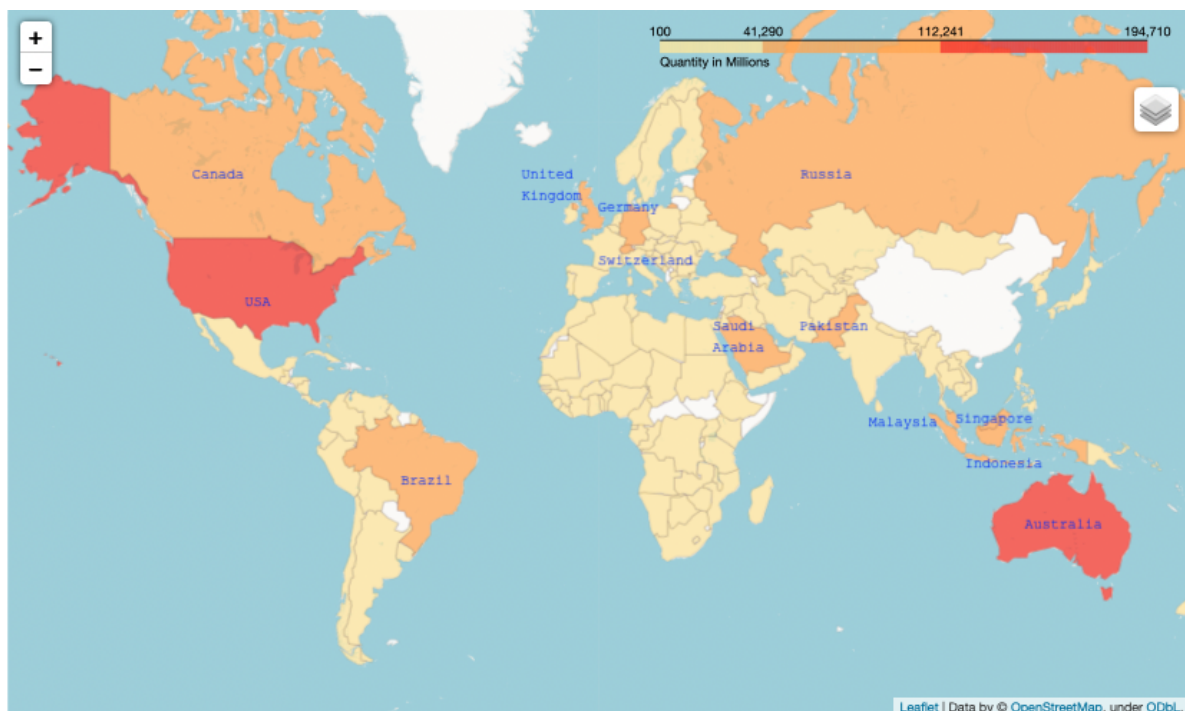 +
−
100 41,290 112,241 194,710
Quantity in Millions
Canada
United
Kingdom
Germany
Russia
Switzerland
USA
Saudi
Arabia
Pakistan
Malaysia
Singapore
Indonesia
Brazil
Australia
Leaflet | Data by © OpenStreetMap, under ODbL.